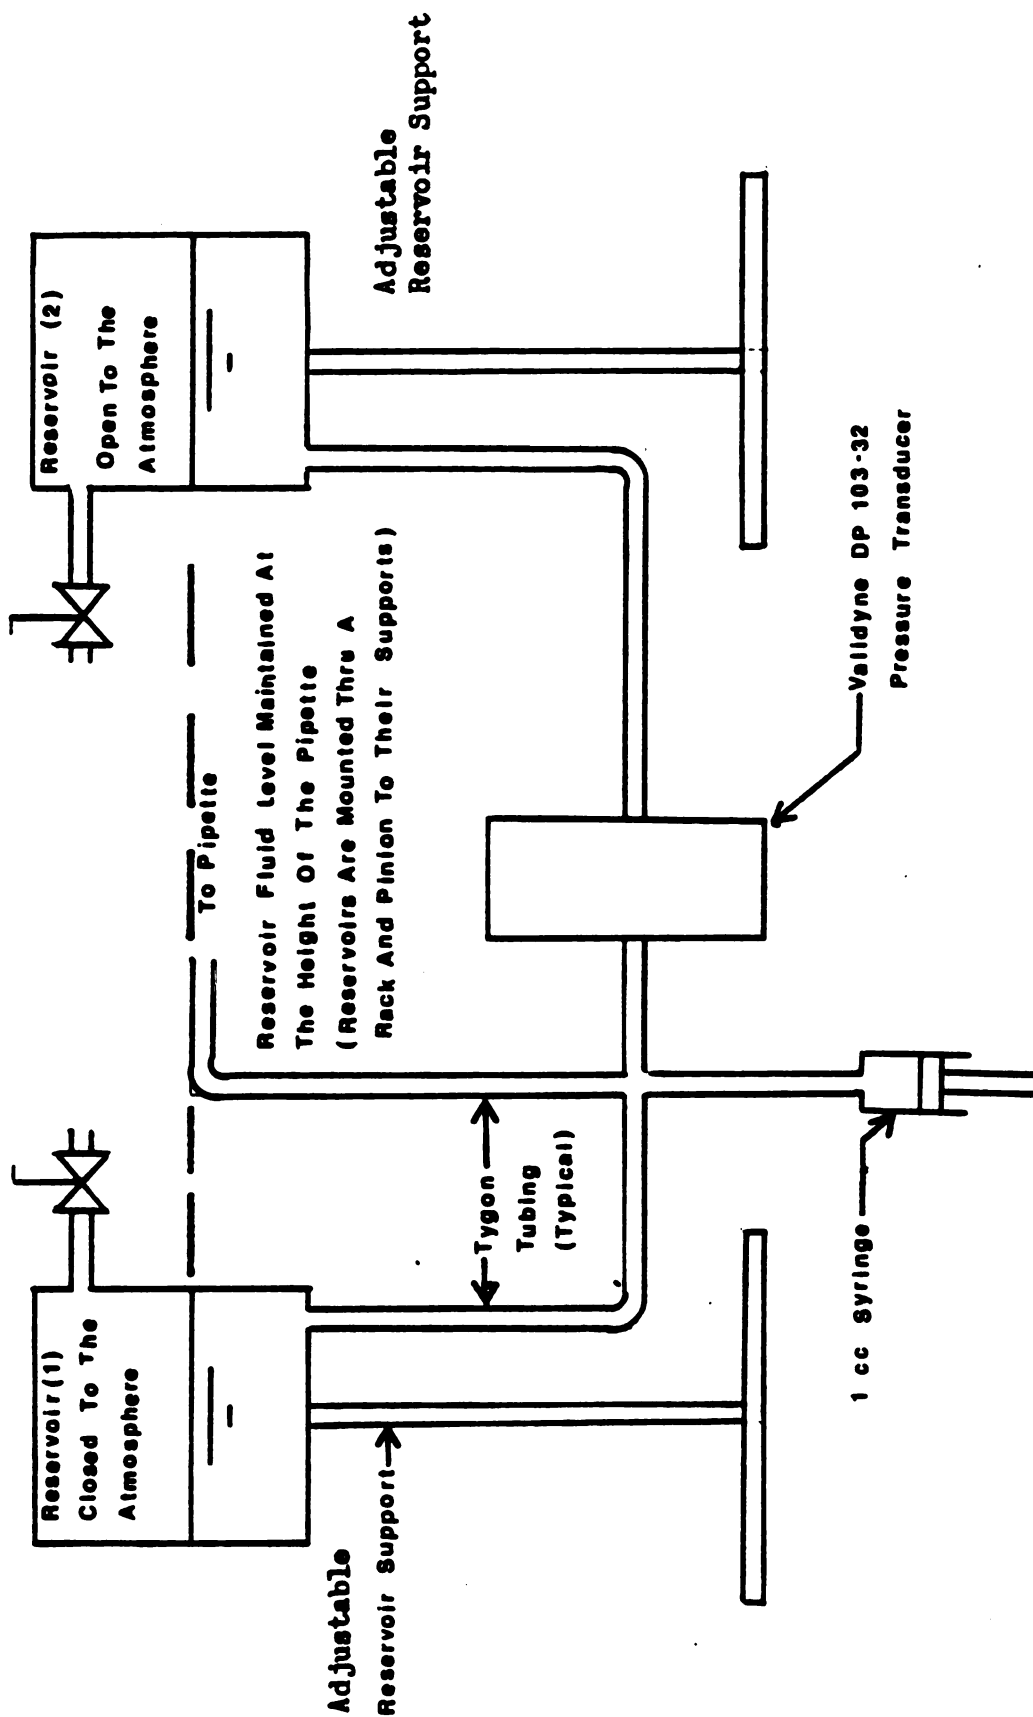 Reservoir (1)
Closed To The
Atmosphere
Reservoir (2)
Open To The
Atmosphere
To Pipette
Reservoir Fluid Level Maintained At
The Height Of The Pipette
(Reservoirs Are Mounted Thru A
Rack And Pinion To Their Supports)
Adjustable
Reservoir Support
Adjustable
Reservoir Support
Tygon
Tubing
(Typical)
1 cc Syringe
Validyne DP 103-32
Pressure Transducer